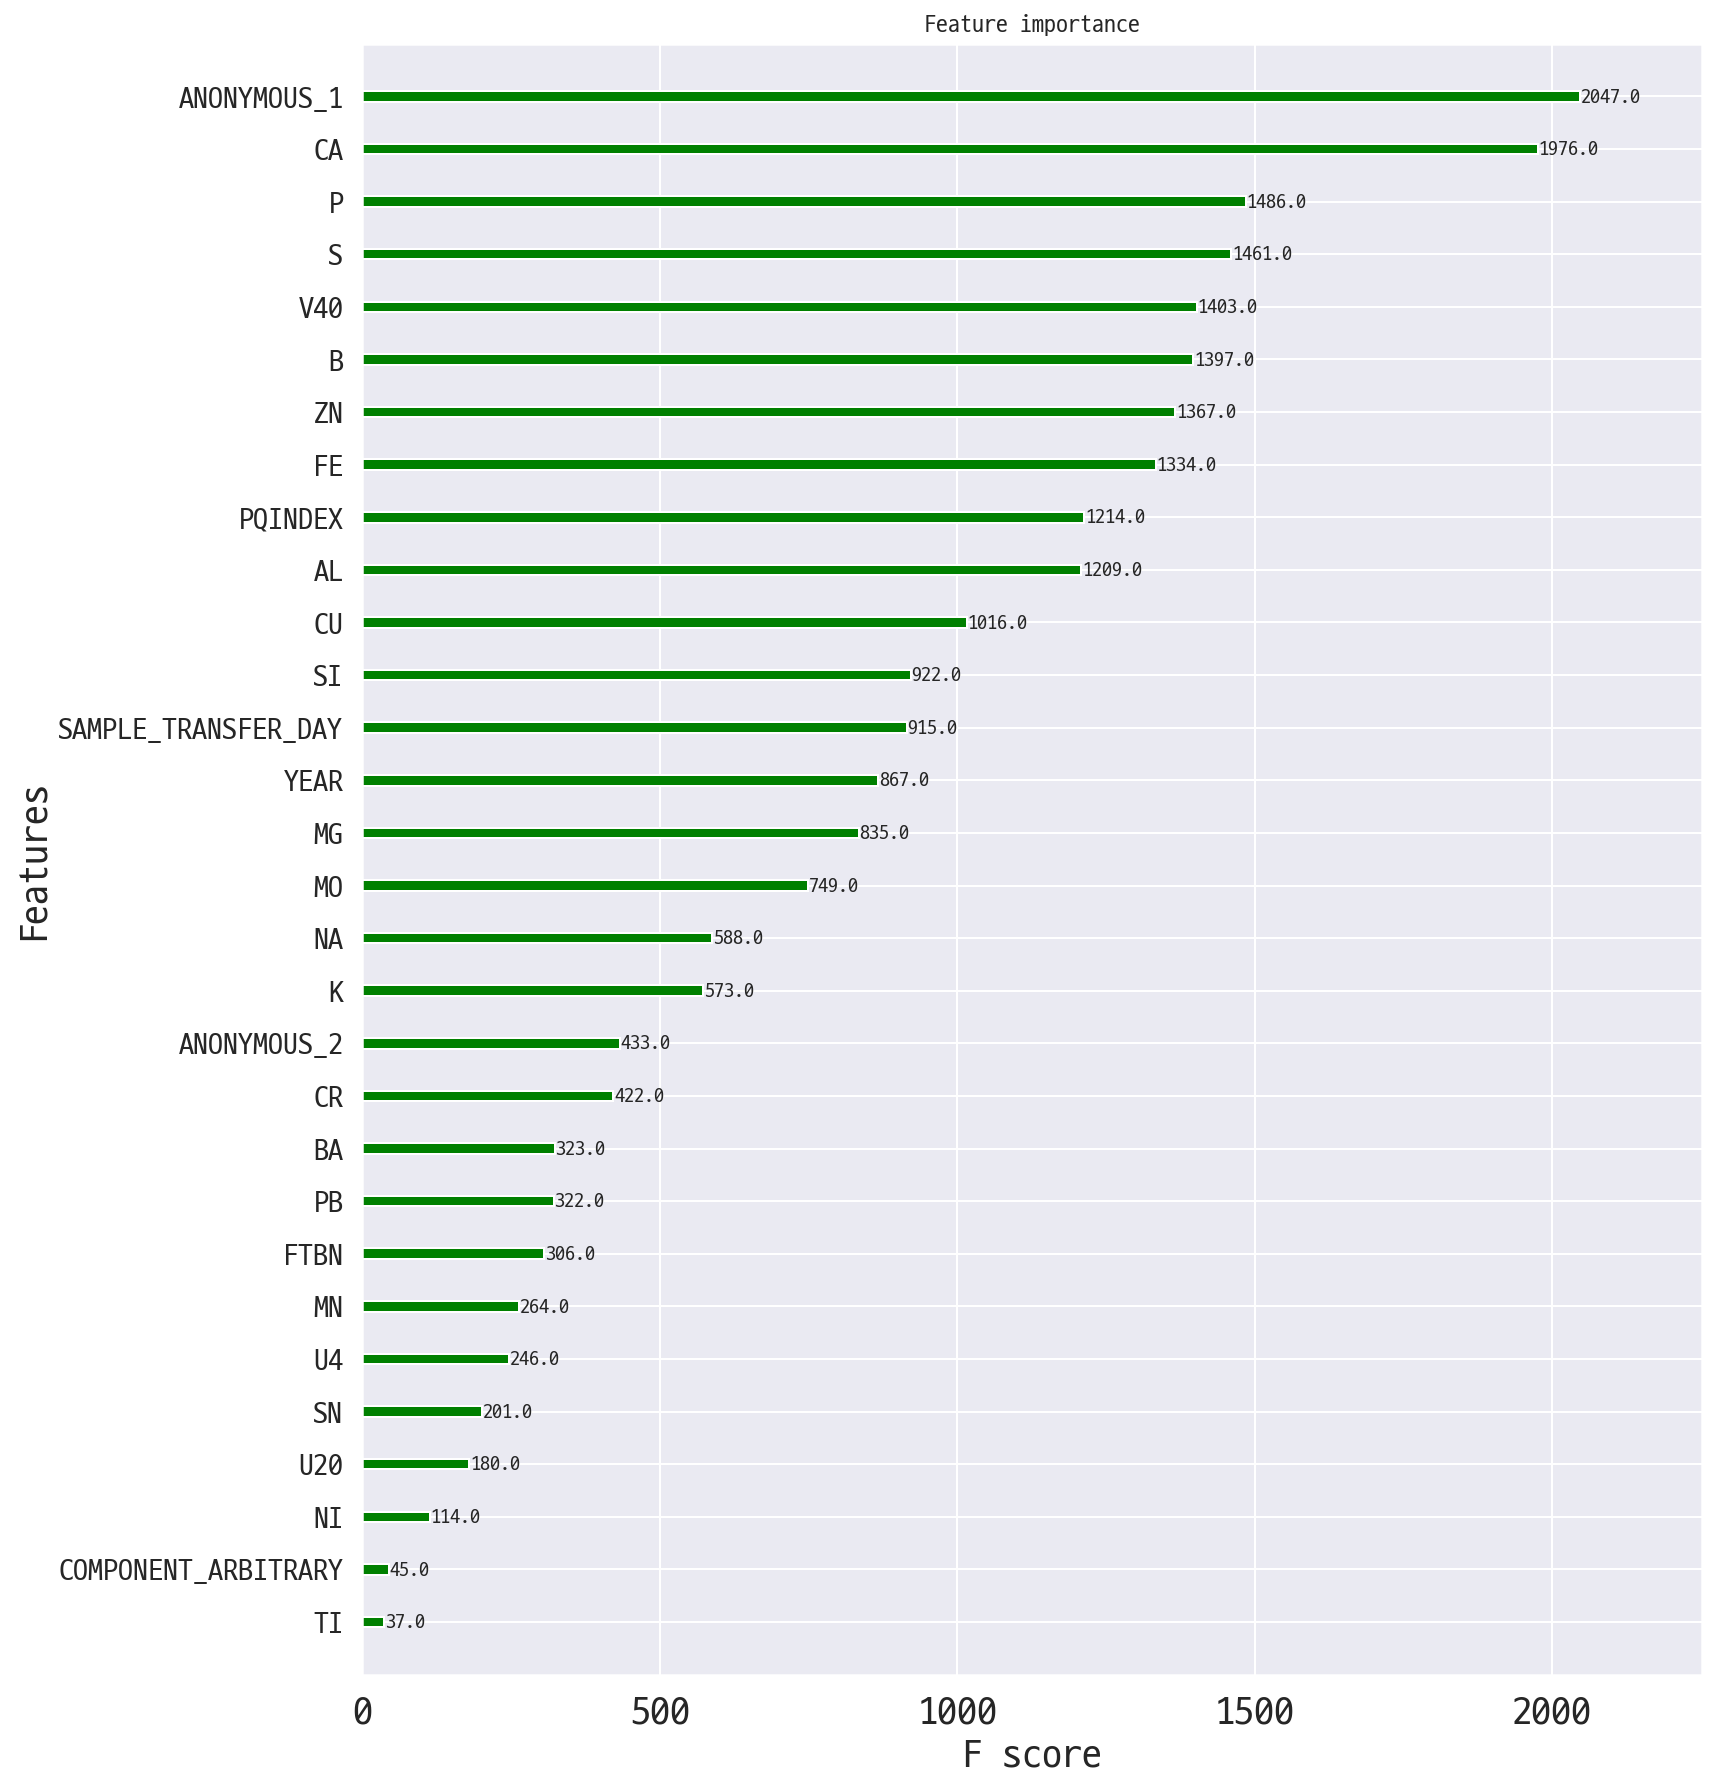 Feature importance
ANONYMOUS_1 2047.0
CA 1976.0
P 1486.0
S 1461.0
V40 1403.0
B 1397.0
ZN 1367.0
FE 1334.0
PQINDEX 1214.0
AL 1209.0
CU 1016.0
SI 922.0
SAMPLE_TRANSFER_DAY 915.0
YEAR 867.0
MG 835.0
MO 749.0
NA 588.0
K 573.0
ANONYMOUS_2 433.0
CR 422.0
BA 323.0
PB 322.0
FTBN 306.0
MN 264.0
U4 246.0
SN 201.0
U20 180.0
NI 114.0
COMPONENT_ARBITRARY 45.0
TI 37.0
Features
0 500 1000 1500 2000
F score